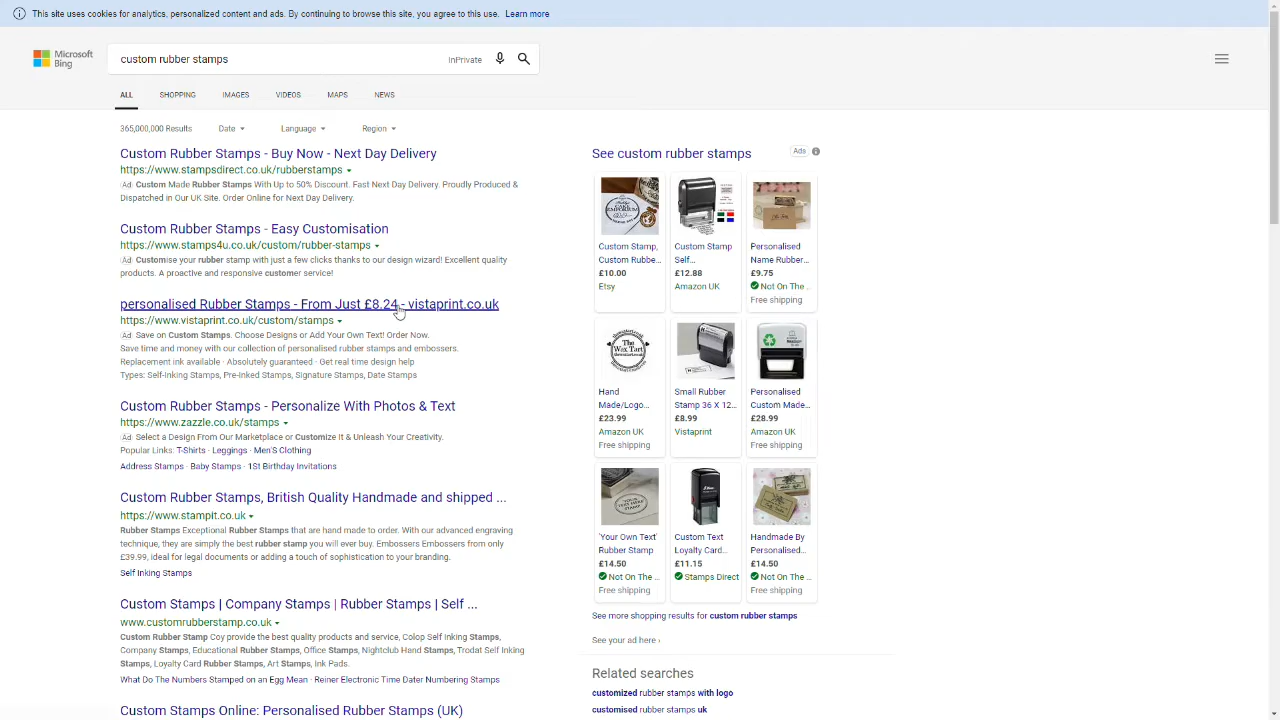 This site uses cookies for analytics, personalized content and ads. By continuing to browse this site, you agree to this use. Learn more
Microsoft
Bing
custom rubber stamps
InPrivate
ALL
SHOPPING
IMAGES
VIDEOS
MAPS
NEWS
365,000,000 Results
Date
Language
Region
Custom Rubber Stamps - Buy Now - Next Day Delivery
https://www.stampsdirect.co.uk/rubberstamps
Ad Custom Made Rubber Stamps With Up to 50% Discount. Fast Next Day Delivery. Proudly Produced &
Dispatched in Our UK Site. Order Online for Next Day Delivery.
Custom Rubber Stamps - Easy Customisation
https://www.stamps4u.co.uk/custom/rubber-stamps
Ad Customise your rubber stamp with just a few clicks thanks to our design wizard! Excellent quality
products. A proactive and responsive customer service!
personalised Rubber Stamps - From Just £8.24 - vistaprint.co.uk
https://www.vistaprint.co.uk/custom/stamps
Ad Save on Custom Stamps. Choose Designs or Add Your Own Text! Order Now.
Save time and money with our collection of personalised rubber stamps and embossers.
Replacement ink available · Absolutely guaranteed · Get real time design help
Types: Self-Inking Stamps, Pre-Inked Stamps, Signature Stamps, Date Stamps
Custom Rubber Stamps - Personalize With Photos & Text
https://www.zazzle.co.uk/stamps
Ad Select a Design From Our Marketplace or Customize It & Unleash Your Creativity.
Popular Links: T-Shirts · Leggings · Men'S Clothing
Address Stamps · Baby Stamps · 1St Birthday Invitations
Custom Rubber Stamps, British Quality Handmade and shipped ...
https://www.stampit.co.uk
Rubber Stamps Exceptional Rubber Stamps that are hand made to order. With our advanced engraving
technique, they are simply the best rubber stamp you will ever buy. Embossers Embossers from only
£39.99, ideal for legal documents or adding a touch of sophistication to your branding.
Self Inking Stamps
Custom Stamps | Company Stamps | Rubber Stamps | Self ...
www.customrubberstamp.co.uk
Custom Rubber Stamp Coy provide the best quality products and service, Colop Self Inking Stamps,
Company Stamps, Educational Rubber Stamps, Office Stamps, Nightclub Hand Stamps, Trodat Self Inking
Stamps, Loyalty Card Rubber Stamps, Art Stamps, Ink Pads.
What Do The Numbers Stamped on an Egg Mean · Reiner Electronic Time Dater Numbering Stamps
Custom Stamps Online: Personalised Rubber Stamps (UK)
See custom rubber stamps
Ads
Custom Stamp,
Custom Rubbe...
£10.00
Etsy
Custom Stamp
Self...
£12.88
Amazon UK
Personalised
Name Rubber...
£9.75
Not On The ..
Free shipping
The
Wax Tart
Hand
Made/Logo...
£23.99
Amazon UK
Free shipping
Small Rubber
Stamp 36 X 12...
£8.99
Vistaprint
Personalised
Custom Made...
£28.99
Amazon UK
Free shipping
'Your Own Text'
Rubber Stamp
£14.50
Not On The ..
Free shipping
Custom Text
Loyalty Card...
£11.15
Stamps Direct
Handmade By
Personalised...
£14.50
Not On The ..
Free shipping
See more shopping results for custom rubber stamps
See your ad here ›
Related searches
customized rubber stamps with logo
customised rubber stamps uk